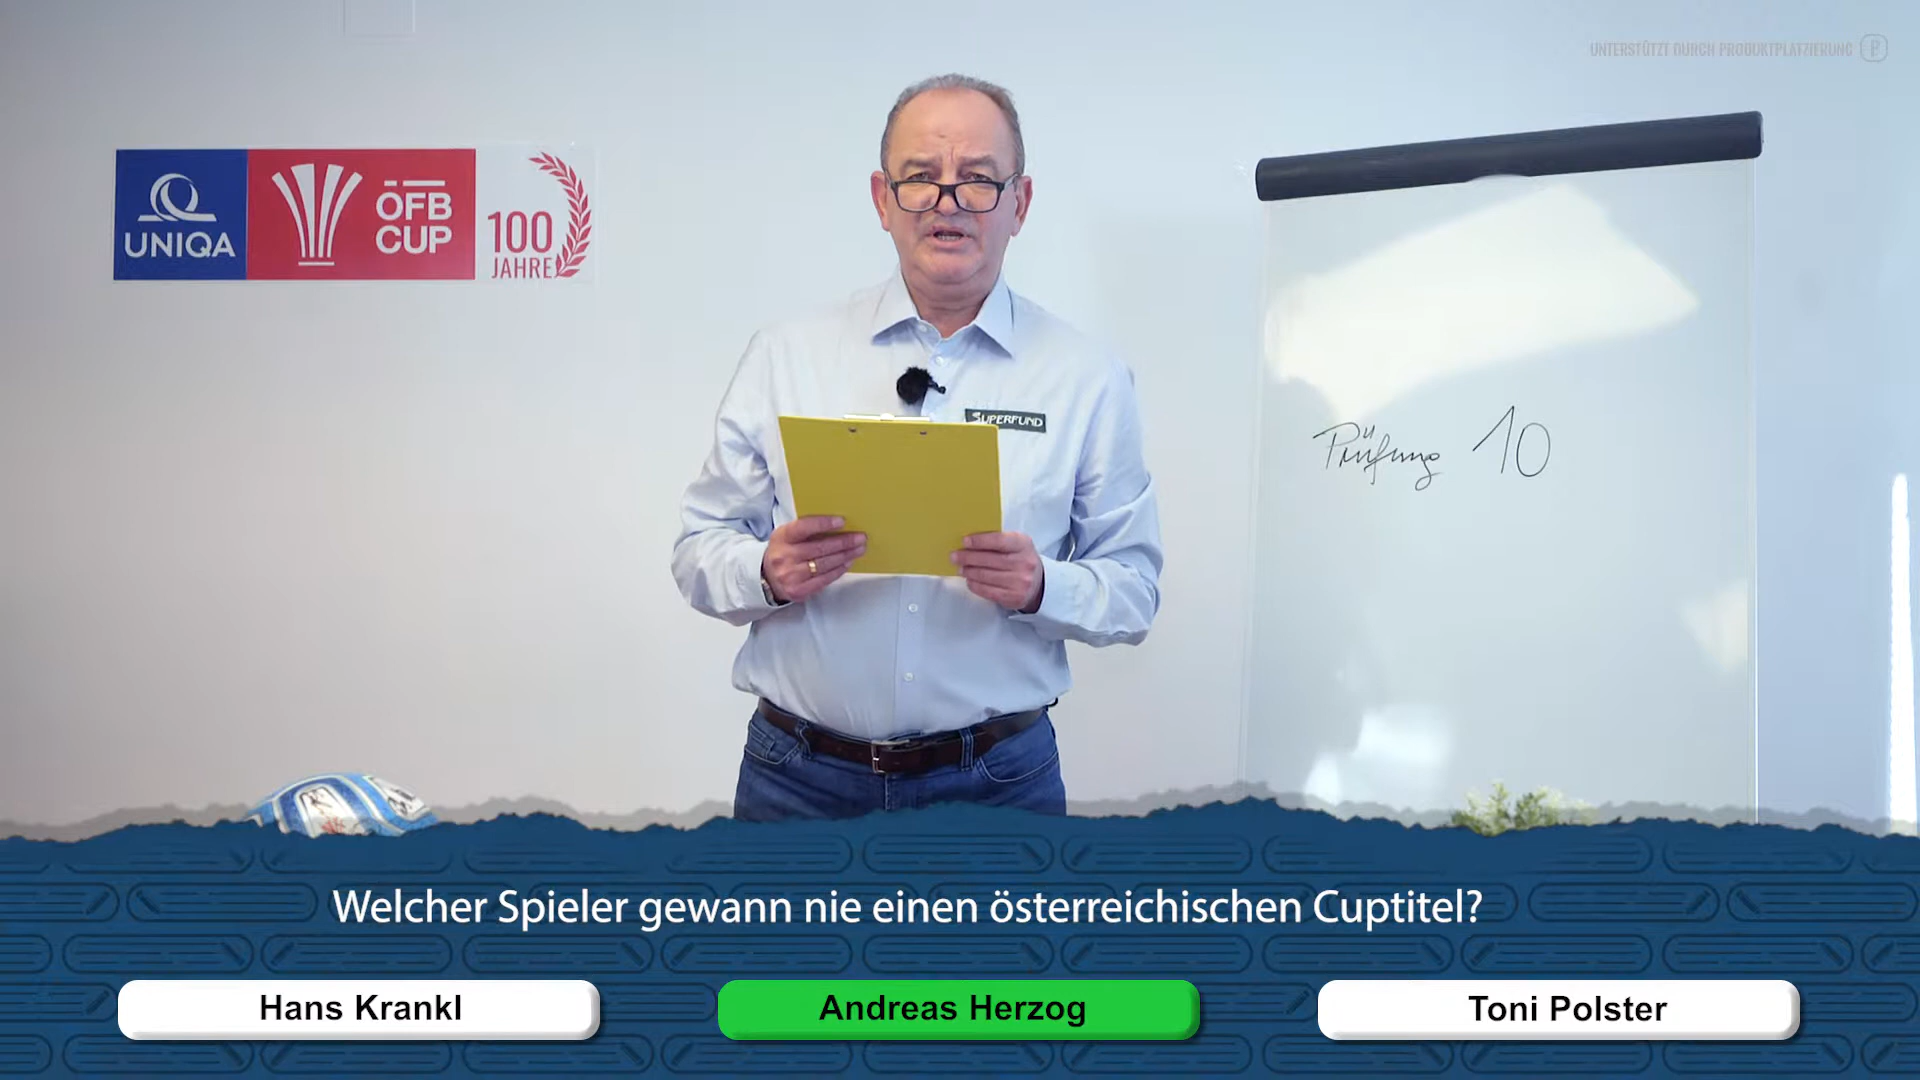 UNTERSTÜTZT DURCH PRODUKTPLATZIERUNG P
UNIQA
ÖFB
CUP
100
JAHRE
SUPERFUND
Prüfung 10
Welcher Spieler gewann nie einen österreichischen Cuptitel?
Hans Krankl
Andreas Herzog
Toni Polster